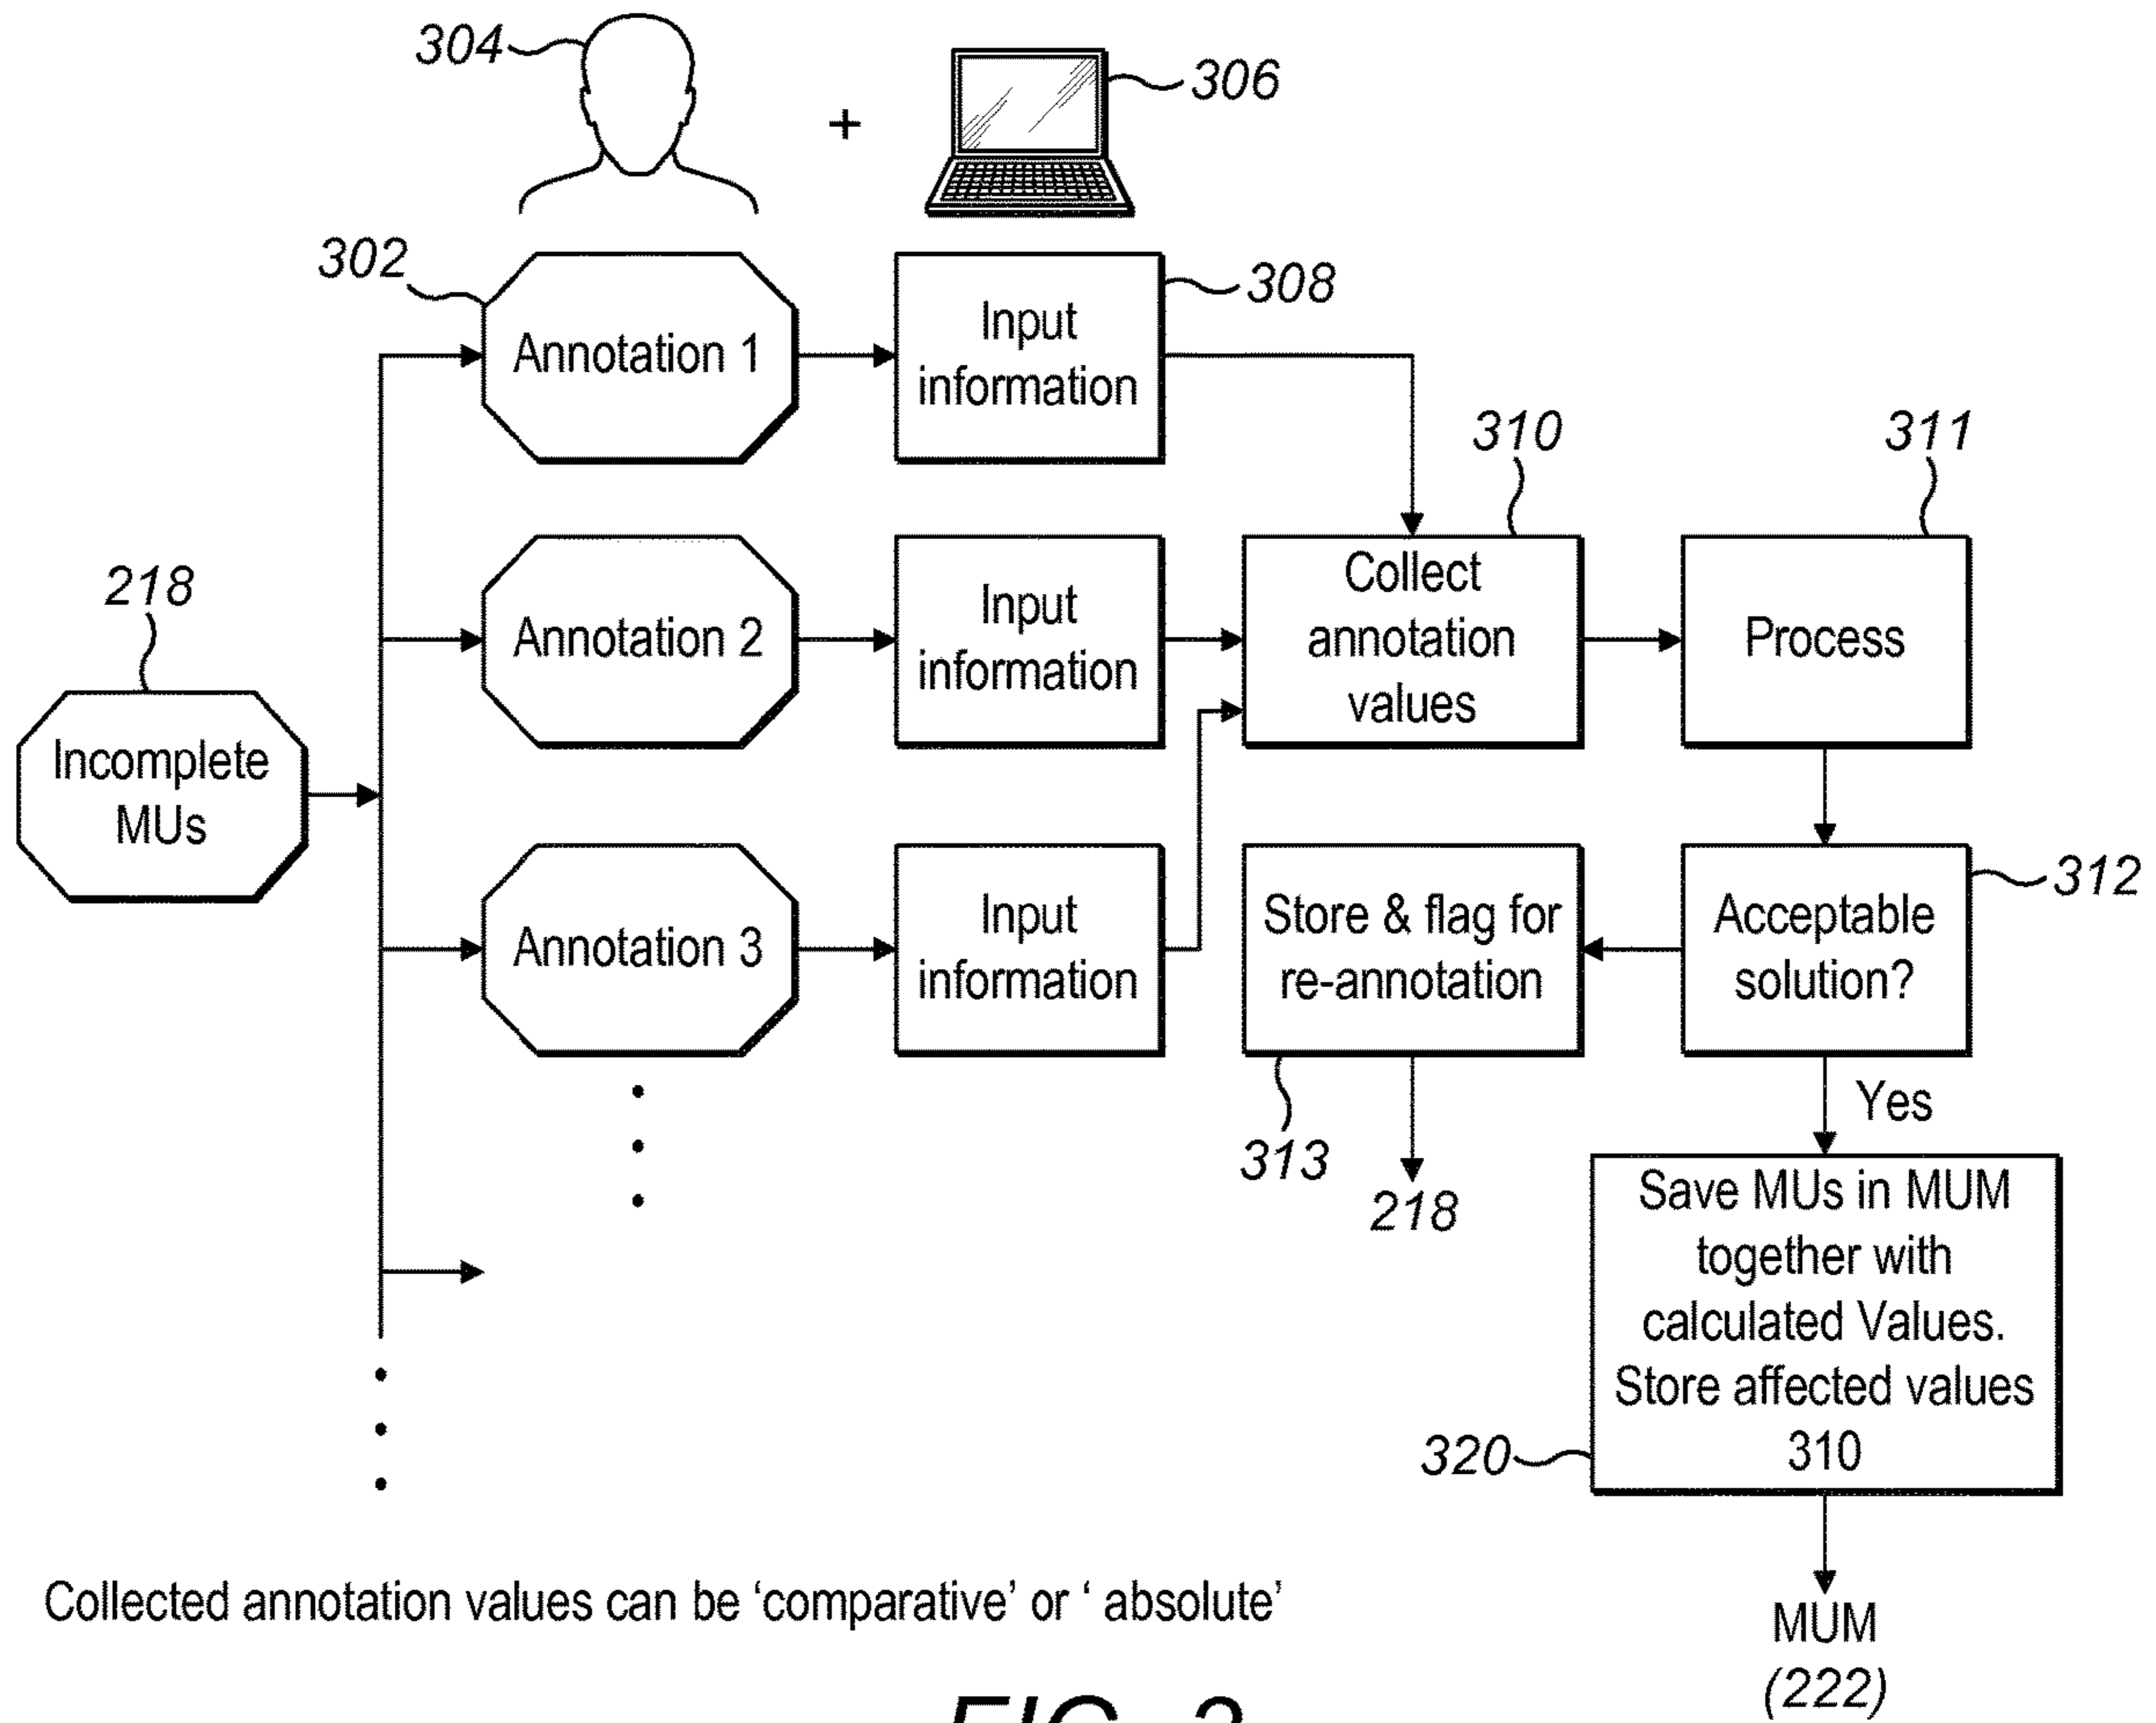 304
+
306
302
308
Annotation 1
Input
information
310
311
218
Annotation 2
Input
information
Collect
annotation
values
Process
Incomplete
MUs
312
Annotation 3
Input
information
Store & flag for
re-annotation
Acceptable
solution?
Yes
313
218
Save MUs in MUM
together with
calculated Values.
Store affected values
310
320
Collected annotation values can be ‘comparative’ or ‘ absolute’
MUM
(222)